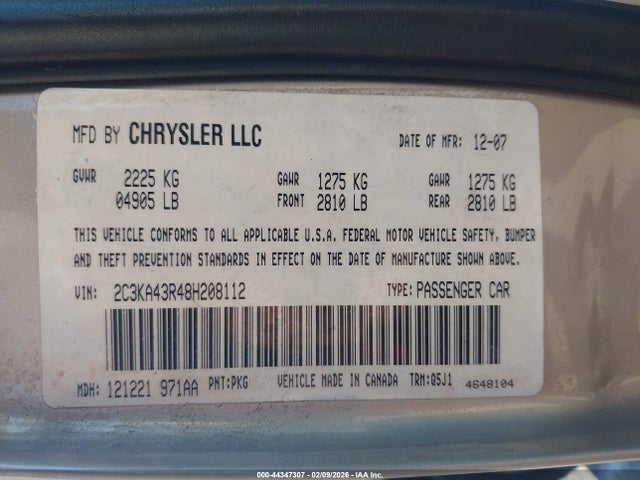 MFD BY CHRYSLER LLC DATE OF MFR: 12-07
GVWR 2225 KG GAWR 1275 KG GAWR 1275 KG
04905 LB FRONT 2810 LB REAR 2810 LB
THIS VEHICLE CONFORMS TO ALL APPLICABLE U.S.A. FEDERAL MOTOR VEHICLE SAFETY, BUMPER
AND THEFT PREVENTION STANDARDS IN EFFECT ON THE DATE OF MANUFACTURE SHOWN ABOVE.
VIN: 2C3KA43R48H208112 TYPE: PASSENGER CAR
MDH: 121221 971AA PNT:PKG VEHICLE MADE IN CANADA TRM:Q5J1 4648104
000-44347307 - 02/09/2026 - IAA Inc.